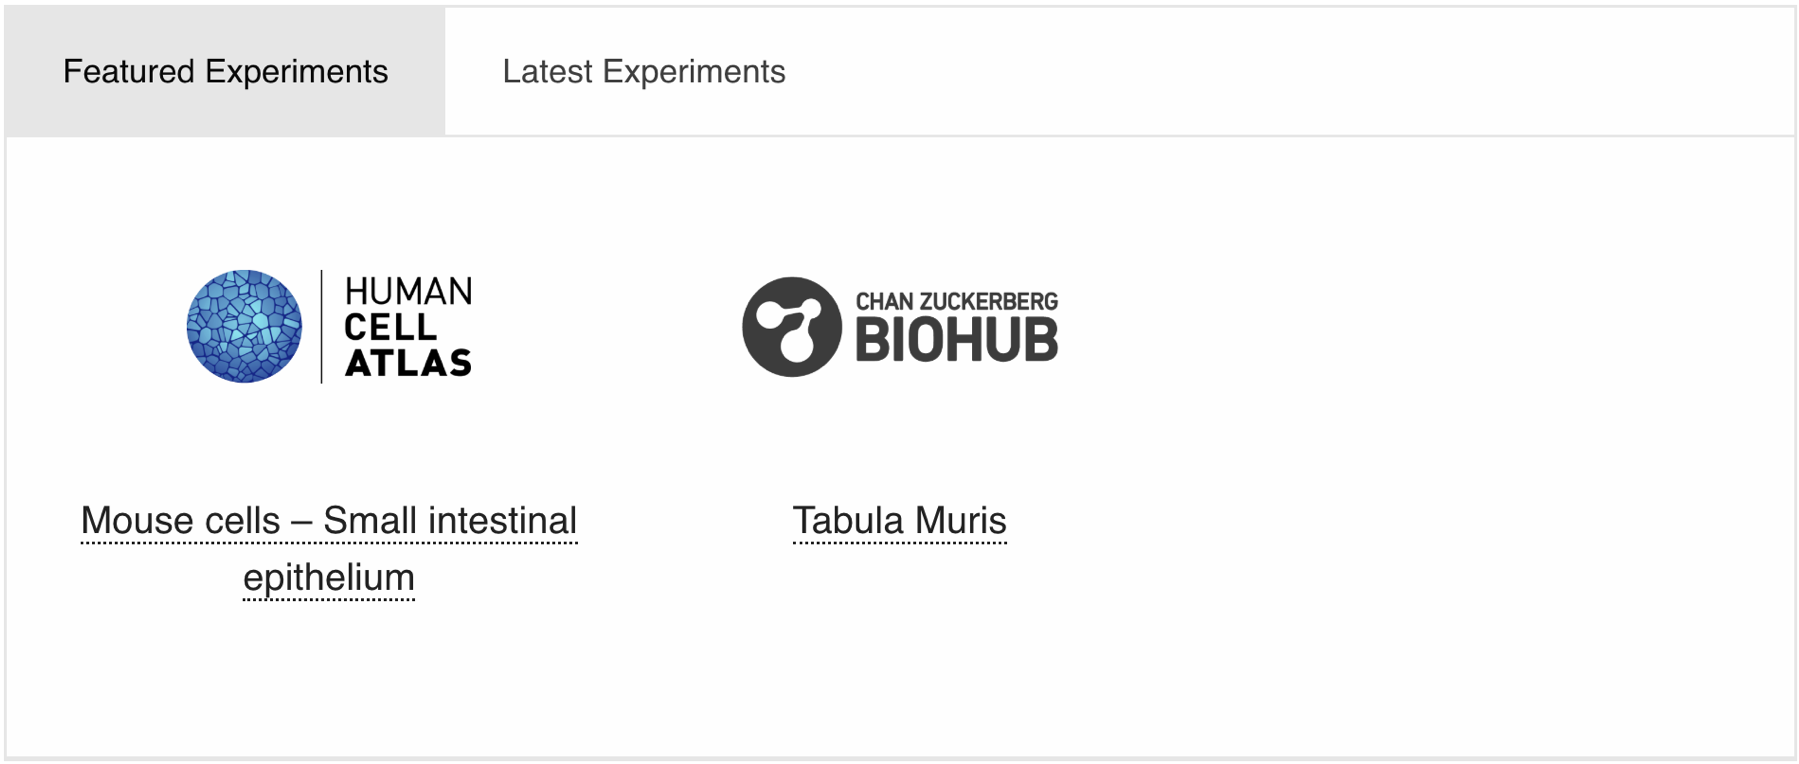 Featured Experiments
Latest Experiments
HUMAN
CELL
ATLAS
CHAN ZUCKERBERG
BIOHUB
Mouse cells – Small intestinal
epithelium
Tabula Muris